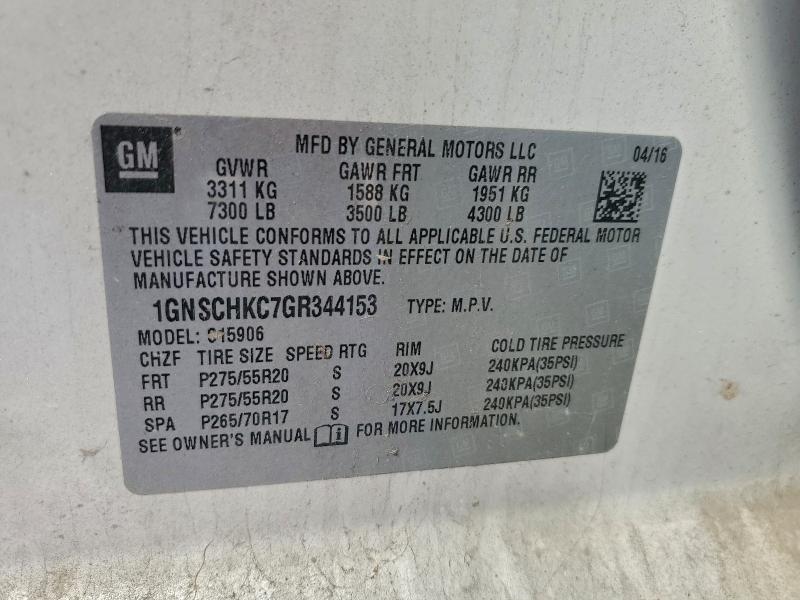 GM
MFD BY GENERAL MOTORS LLC 04/16
GVWR GAWR FRT GAWR RR
3311 KG 1588 KG 1951 KG
7300 LB 3500 LB 4300 LB
THIS VEHICLE CONFORMS TO ALL APPLICABLE U.S. FEDERAL MOTOR
VEHICLE SAFETY STANDARDS IN EFFECT ON THE DATE OF
MANUFACTURE SHOWN ABOVE.
1GNSCHKC7GR344153 TYPE: M.P.V.
MODEL:
CHZF TIRE SIZE SPEED RTG RIM COLD TIRE PRESSURE
FRT P275/55R20 S 20X9J 240KPA(35PSI)
RR P275/55R20 S 20X9J 240KPA(35PSI)
SPA P265/70R17 S 17X7.5J 240KPA(35PSI)
SEE OWNER'S MANUAL FOR MORE INFORMATION.